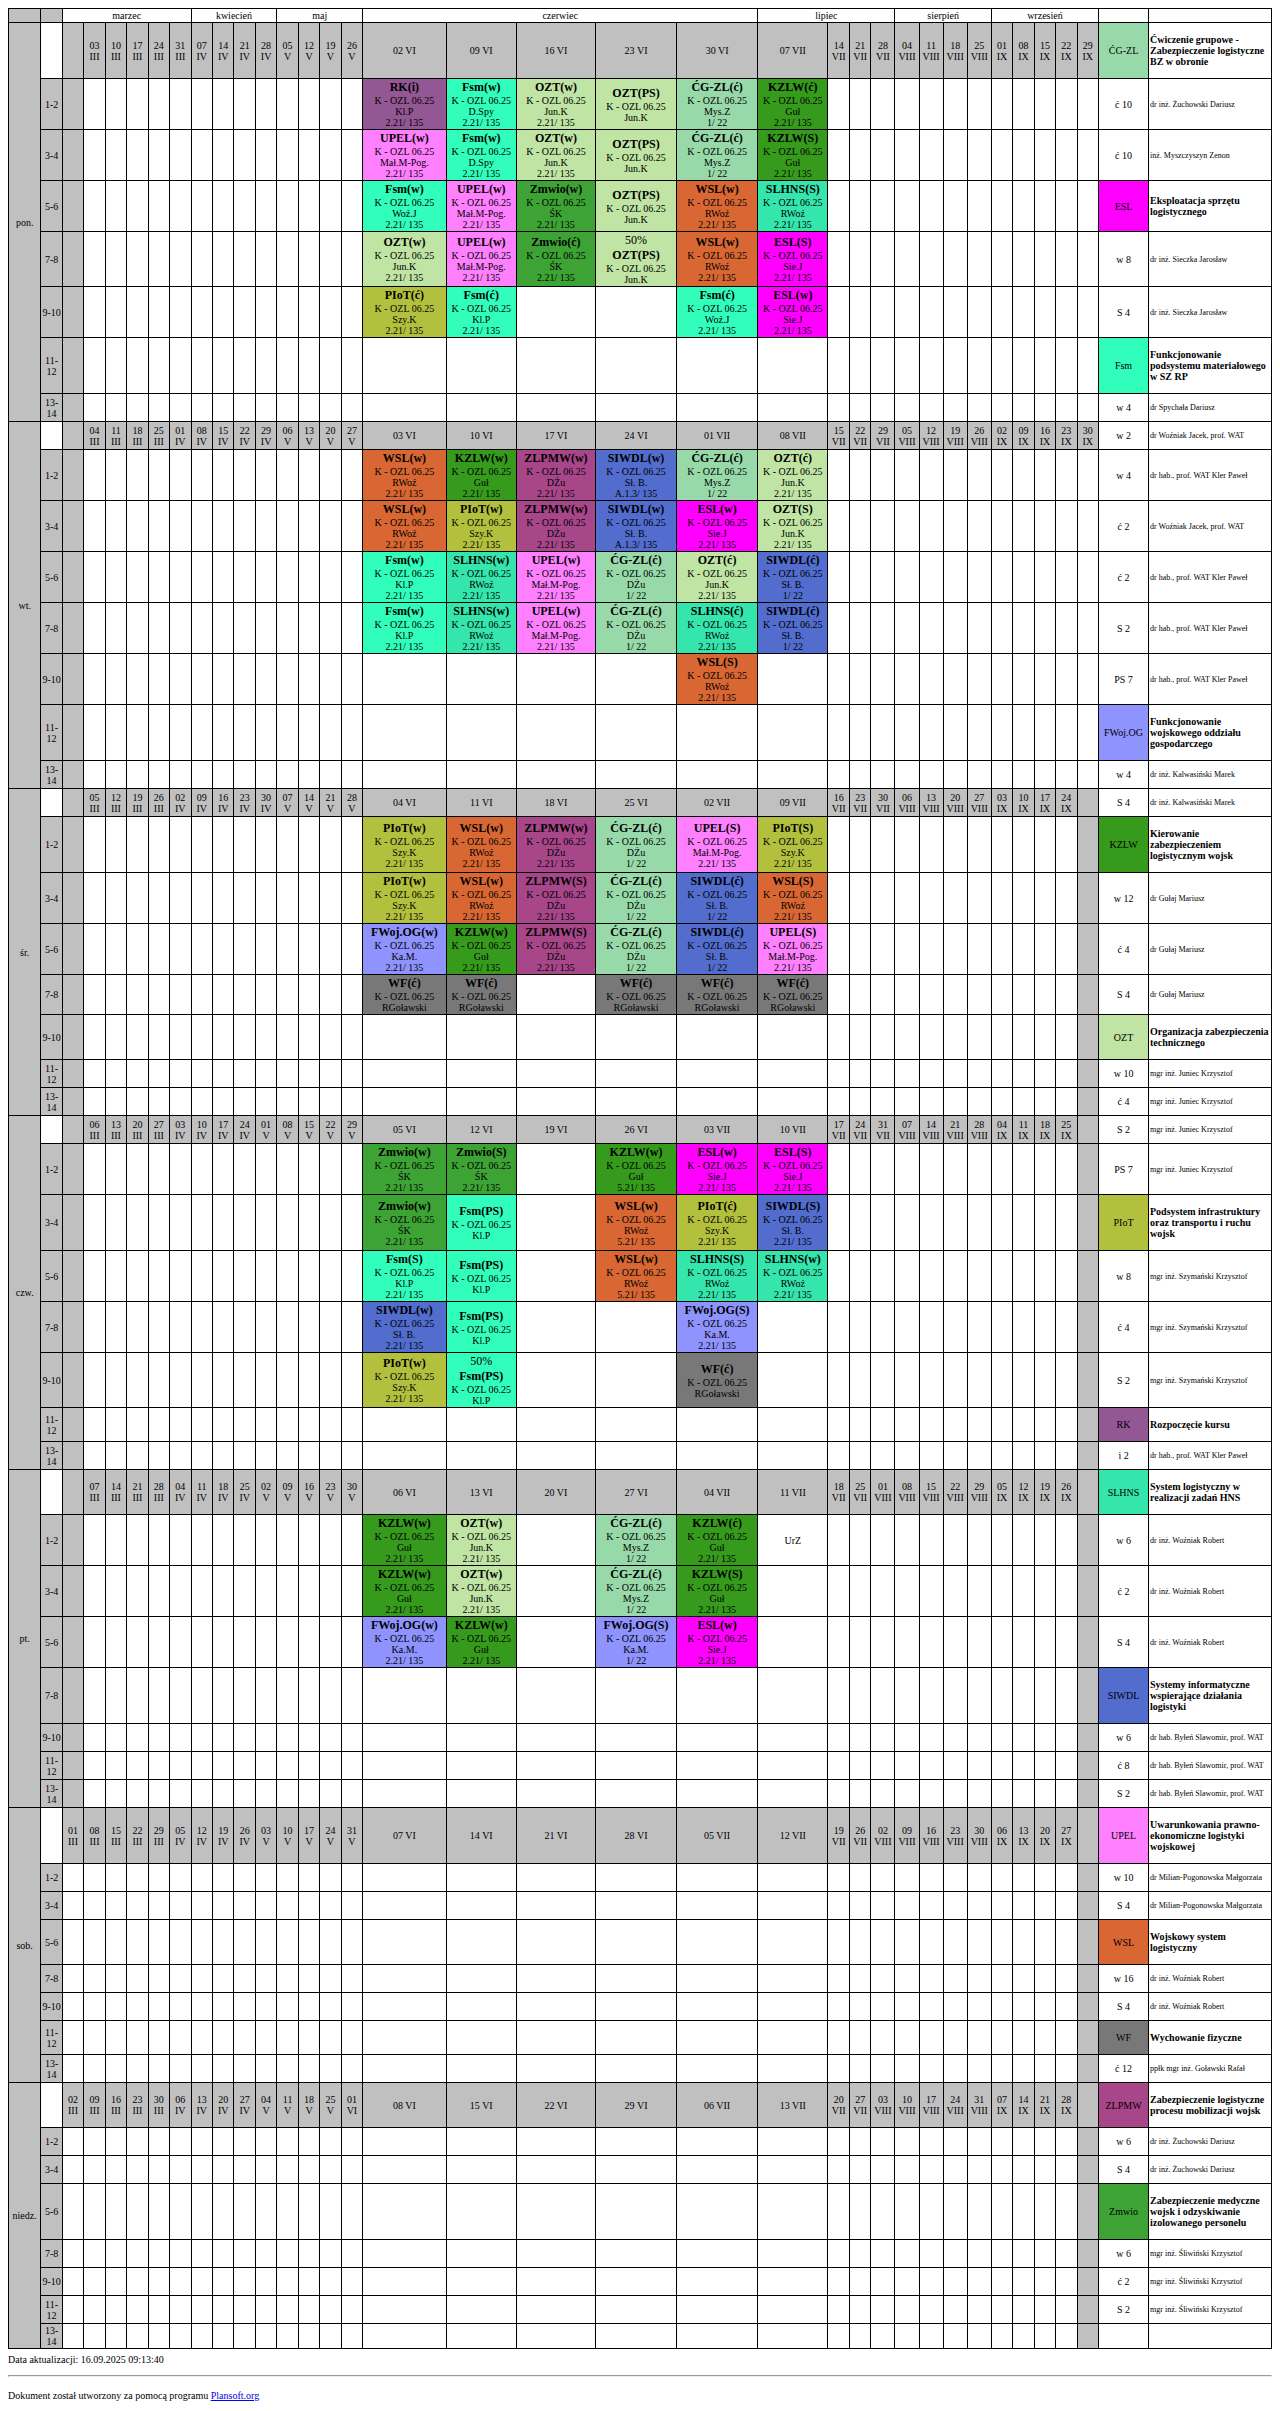 marzec kwiecień maj czerwiec lipiec sierpień wrzesień
pon. 03 III 10 III 17 III 24 III 31 III 07 IV 14 IV 21 IV 28 IV 05 V 12 V 19 V 26 V 02 VI 09 VI 16 VI 23 VI 30 VI 07 VII 14 VII 21 VII 28 VII 04 VIII 11 VIII 18 VIII 25 VIII 01 IX 08 IX 15 IX 22 IX 29 IX ĆG-ZL Ćwiczenie grupowe - Zabezpieczenie logistyczne BZ w obronie
1-2 RK(i) K - OZL 06.25 Kl.P 2.21/ 135 Fsm(w) K - OZL 06.25 D.Spy 2.21/ 135 OZT(w) K - OZL 06.25 Jun.K 2.21/ 135 OZT(PS) K - OZL 06.25 Jun.K ĆG-ZL(ć) K - OZL 06.25 Mys.Z 1/ 22 KZLW(ć) K - OZL 06.25 Guł 2.21/ 135 ć 10 dr inż. Żuchowski Dariusz
3-4 UPEL(w) K - OZL 06.25 Mał.M-Pog. 2.21/ 135 Fsm(w) K - OZL 06.25 D.Spy 2.21/ 135 OZT(w) K - OZL 06.25 Jun.K 2.21/ 135 OZT(PS) K - OZL 06.25 Jun.K ĆG-ZL(ć) K - OZL 06.25 Mys.Z 1/ 22 KZLW(S) K - OZL 06.25 Guł 2.21/ 135 ć 10 inż. Myszczyszyn Zenon
5-6 Fsm(w) K - OZL 06.25 Woź.J 2.21/ 135 UPEL(w) K - OZL 06.25 Mał.M-Pog. 2.21/ 135 Zmwio(w) K - OZL 06.25 ŚK 2.21/ 135 OZT(PS) K - OZL 06.25 Jun.K WSL(w) K - OZL 06.25 RWoź 2.21/ 135 SLHNS(S) K - OZL 06.25 RWoź 2.21/ 135 ESL Eksploatacja sprzętu logistycznego
7-8 OZT(w) K - OZL 06.25 Jun.K 2.21/ 135 UPEL(w) K - OZL 06.25 Mał.M-Pog. 2.21/ 135 Zmwio(ć) K - OZL 06.25 ŚK 2.21/ 135 50% OZT(PS) K - OZL 06.25 Jun.K WSL(w) K - OZL 06.25 RWoź 2.21/ 135 ESL(S) K - OZL 06.25 Sie.J 2.21/ 135 w 8 dr inż. Sieczka Jarosław
9-10 PIoT(ć) K - OZL 06.25 Szy.K 2.21/ 135 Fsm(ć) K - OZL 06.25 Kl.P 2.21/ 135 Fsm(ć) K - OZL 06.25 Woź.J 2.21/ 135 ESL(w) K - OZL 06.25 Sie.J 2.21/ 135 S 4 dr inż. Sieczka Jarosław
11-12 Fsm Funkcjonowanie podsystemu materiałowego w SZ RP
13-14 w 4 dr Spychała Dariusz
wt. 04 III 11 III 18 III 25 III 01 IV 08 IV 15 IV 22 IV 29 IV 06 V 13 V 20 V 27 V 03 VI 10 VI 17 VI 24 VI 01 VII 08 VII 15 VII 22 VII 29 VII 05 VIII 12 VIII 19 VIII 26 VIII 02 IX 09 IX 16 IX 23 IX 30 IX w 2 dr Woźniak Jacek, prof. WAT
1-2 WSL(w) K - OZL 06.25 RWoź 2.21/ 135 KZLW(w) K - OZL 06.25 Guł 2.21/ 135 ZLPMW(w) K - OZL 06.25 DŻu 2.21/ 135 SIWDL(w) K - OZL 06.25 Sł. B. A.1.3/ 135 ĆG-ZL(ć) K - OZL 06.25 Mys.Z 1/ 22 OZT(ć) K - OZL 06.25 Jun.K 2.21/ 135 w 4 dr hab., prof. WAT Kler Paweł
3-4 WSL(w) K - OZL 06.25 RWoź 2.21/ 135 PIoT(w) K - OZL 06.25 Szy.K 2.21/ 135 ZLPMW(w) K - OZL 06.25 DŻu 2.21/ 135 SIWDL(w) K - OZL 06.25 Sł. B. A.1.3/ 135 ESL(w) K - OZL 06.25 Sie.J 2.21/ 135 OZT(S) K - OZL 06.25 Jun.K 2.21/ 135 ć 2 dr Woźniak Jacek, prof. WAT
5-6 Fsm(w) K - OZL 06.25 Kl.P 2.21/ 135 SLHNS(w) K - OZL 06.25 RWoź 2.21/ 135 UPEL(w) K - OZL 06.25 Mał.M-Pog. 2.21/ 135 ĆG-ZL(ć) K - OZL 06.25 DŻu 1/ 22 OZT(ć) K - OZL 06.25 Jun.K 2.21/ 135 SIWDL(ć) K - OZL 06.25 Sł. B. 1/ 22 ć 2 dr hab., prof. WAT Kler Paweł
7-8 Fsm(w) K - OZL 06.25 Kl.P 2.21/ 135 SLHNS(w) K - OZL 06.25 RWoź 2.21/ 135 UPEL(w) K - OZL 06.25 Mał.M-Pog. 2.21/ 135 ĆG-ZL(ć) K - OZL 06.25 DŻu 1/ 22 SLHNS(ć) K - OZL 06.25 RWoź 2.21/ 135 SIWDL(ć) K - OZL 06.25 Sł. B. 1/ 22 S 2 dr hab., prof. WAT Kler Paweł
9-10 WSL(S) K - OZL 06.25 RWoź 2.21/ 135 PS 7 dr hab., prof. WAT Kler Paweł
11-12 FWoj.OG Funkcjonowanie wojskowego oddziału gospodarczego
13-14 w 4 dr inż. Kalwasiński Marek
śr. 05 III 12 III 19 III 26 III 02 IV 09 IV 16 IV 23 IV 30 IV 07 V 14 V 21 V 28 V 04 VI 11 VI 18 VI 25 VI 02 VII 09 VII 16 VII 23 VII 30 VII 06 VIII 13 VIII 20 VIII 27 VIII 03 IX 10 IX 17 IX 24 IX S 4 dr inż. Kalwasiński Marek
1-2 PIoT(w) K - OZL 06.25 Szy.K 2.21/ 135 WSL(w) K - OZL 06.25 RWoź 2.21/ 135 ZLPMW(w) K - OZL 06.25 DŻu 2.21/ 135 ĆG-ZL(ć) K - OZL 06.25 DŻu 1/ 22 UPEL(S) K - OZL 06.25 Mał.M-Pog. 2.21/ 135 PIoT(S) K - OZL 06.25 Szy.K 2.21/ 135 KZLW Kierowanie zabezpieczeniem logistycznym wojsk
3-4 PIoT(w) K - OZL 06.25 Szy.K 2.21/ 135 WSL(w) K - OZL 06.25 RWoź 2.21/ 135 ZLPMW(S) K - OZL 06.25 DŻu 2.21/ 135 ĆG-ZL(ć) K - OZL 06.25 DŻu 1/ 22 SIWDL(ć) K - OZL 06.25 Sł. B. 1/ 22 WSL(S) K - OZL 06.25 RWoź 2.21/ 135 w 12 dr Gułaj Mariusz
5-6 FWoj.OG(w) K - OZL 06.25 Ka.M. 2.21/ 135 KZLW(w) K - OZL 06.25 Guł 2.21/ 135 ZLPMW(S) K - OZL 06.25 DŻu 2.21/ 135 ĆG-ZL(ć) K - OZL 06.25 DŻu 1/ 22 SIWDL(ć) K - OZL 06.25 Sł. B. 1/ 22 UPEL(S) K - OZL 06.25 Mał.M-Pog. 2.21/ 135 ć 4 dr Gułaj Mariusz
7-8 WF(ć) K - OZL 06.25 RGoławski WF(ć) K - OZL 06.25 RGoławski WF(ć) K - OZL 06.25 RGoławski WF(ć) K - OZL 06.25 RGoławski WF(ć) K - OZL 06.25 RGoławski S 4 dr Gułaj Mariusz
9-10 OZT Organizacja zabezpieczenia technicznego
11-12 w 10 mgr inż. Juniec Krzysztof
13-14 ć 4 mgr inż. Juniec Krzysztof
czw. 06 III 13 III 20 III 27 III 03 IV 10 IV 17 IV 24 IV 01 V 08 V 15 V 22 V 29 V 05 VI 12 VI 19 VI 26 VI 03 VII 10 VII 17 VII 24 VII 31 VII 07 VIII 14 VIII 21 VIII 28 VIII 04 IX 11 IX 18 IX 25 IX S 2 mgr inż. Juniec Krzysztof
1-2 Zmwio(w) K - OZL 06.25 ŚK 2.21/ 135 Zmwio(S) K - OZL 06.25 ŚK 2.21/ 135 KZLW(w) K - OZL 06.25 Guł 5.21/ 135 ESL(w) K - OZL 06.25 Sie.J 2.21/ 135 ESL(S) K - OZL 06.25 Sie.J 2.21/ 135 PS 7 mgr inż. Juniec Krzysztof
3-4 Zmwio(w) K - OZL 06.25 ŚK 2.21/ 135 Fsm(PS) K - OZL 06.25 Kl.P WSL(w) K - OZL 06.25 RWoź 5.21/ 135 PIoT(ć) K - OZL 06.25 Szy.K 2.21/ 135 SIWDL(S) K - OZL 06.25 Sł. B. 2.21/ 135 PIoT Podsystem infrastruktury oraz transportu i ruchu wojsk
5-6 Fsm(S) K - OZL 06.25 Kl.P 2.21/ 135 Fsm(PS) K - OZL 06.25 Kl.P WSL(w) K - OZL 06.25 RWoź 5.21/ 135 SLHNS(S) K - OZL 06.25 RWoź 2.21/ 135 SLHNS(w) K - OZL 06.25 RWoź 2.21/ 135 w 8 mgr inż. Szymański Krzysztof
7-8 SIWDL(w) K - OZL 06.25 Sł. B. 2.21/ 135 Fsm(PS) K - OZL 06.25 Kl.P FWoj.OG(S) K - OZL 06.25 Ka.M. 2.21/ 135 ć 4 mgr inż. Szymański Krzysztof
9-10 PIoT(w) K - OZL 06.25 Szy.K 2.21/ 135 50% Fsm(PS) K - OZL 06.25 Kl.P WF(ć) K - OZL 06.25 RGoławski S 2 mgr inż. Szymański Krzysztof
11-12 RK Rozpoczęcie kursu
13-14 i 2 dr hab., prof. WAT Kler Paweł
pt. 07 III 14 III 21 III 28 III 04 IV 11 IV 18 IV 25 IV 02 V 09 V 16 V 23 V 30 V 06 VI 13 VI 20 VI 27 VI 04 VII 11 VII 18 VII 25 VII 01 VIII 08 VIII 15 VIII 22 VIII 29 VIII 05 IX 12 IX 19 IX 26 IX SLHNS System logistyczny w realizacji zadań HNS
1-2 KZLW(w) K - OZL 06.25 Guł 2.21/ 135 OZT(w) K - OZL 06.25 Jun.K 2.21/ 135 ĆG-ZL(ć) K - OZL 06.25 Mys.Z 1/ 22 KZLW(ć) K - OZL 06.25 Guł 2.21/ 135 UrZ w 6 dr inż. Woźniak Robert
3-4 KZLW(w) K - OZL 06.25 Guł 2.21/ 135 OZT(w) K - OZL 06.25 Jun.K 2.21/ 135 ĆG-ZL(ć) K - OZL 06.25 Mys.Z 1/ 22 KZLW(S) K - OZL 06.25 Guł 2.21/ 135 ć 2 dr inż. Woźniak Robert
5-6 FWoj.OG(w) K - OZL 06.25 Ka.M. 2.21/ 135 KZLW(w) K - OZL 06.25 Guł 2.21/ 135 FWoj.OG(S) K - OZL 06.25 Ka.M. 1/ 22 ESL(w) K - OZL 06.25 Sie.J 2.21/ 135 S 4 dr inż. Woźniak Robert
7-8 SIWDL Systemy informatyczne wspierające działania logistyki
9-10 w 6 dr hab. Byłeń Sławomir, prof. WAT
11-12 ć 8 dr hab. Byłeń Sławomir, prof. WAT
13-14 S 2 dr hab. Byłeń Sławomir, prof. WAT
sob. 01 III 08 III 15 III 22 III 29 III 05 IV 12 IV 19 IV 26 IV 03 V 10 V 17 V 24 V 31 V 07 VI 14 VI 21 VI 28 VI 05 VII 12 VII 19 VII 26 VII 02 VIII 09 VIII 16 VIII 23 VIII 30 VIII 06 IX 13 IX 20 IX 27 IX UPEL Uwarunkowania prawno-ekonomiczne logistyki wojskowej
1-2 w 10 dr Milian-Pogonowska Małgorzata
3-4 S 4 dr Milian-Pogonowska Małgorzata
5-6 WSL Wojskowy system logistyczny
7-8 w 16 dr inż. Woźniak Robert
9-10 S 4 dr inż. Woźniak Robert
11-12 WF Wychowanie fizyczne
13-14 ć 12 ppłk mgr inż. Goławski Rafał
niedz. 02 III 09 III 16 III 23 III 30 III 06 IV 13 IV 20 IV 27 IV 04 V 11 V 18 V 25 V 01 VI 08 VI 15 VI 22 VI 29 VI 06 VII 13 VII 20 VII 27 VII 03 VIII 10 VIII 17 VIII 24 VIII 31 VIII 07 IX 14 IX 21 IX 28 IX ZLPMW Zabezpieczenie logistyczne procesu mobilizacji wojsk
1-2 w 6 dr inż. Żuchowski Dariusz
3-4 S 4 dr inż. Żuchowski Dariusz
5-6 Zmwio Zabezpieczenie medyczne wojsk i odzyskiwanie izolowanego personelu
7-8 w 6 mgr inż. Śliwiński Krzysztof
9-10 ć 2 mgr inż. Śliwiński Krzysztof
11-12 S 2 mgr inż. Śliwiński Krzysztof
13-14
Data aktualizacji: 16.09.2025 09:13:40
Dokument został utworzony za pomocą programu Plansoft.org